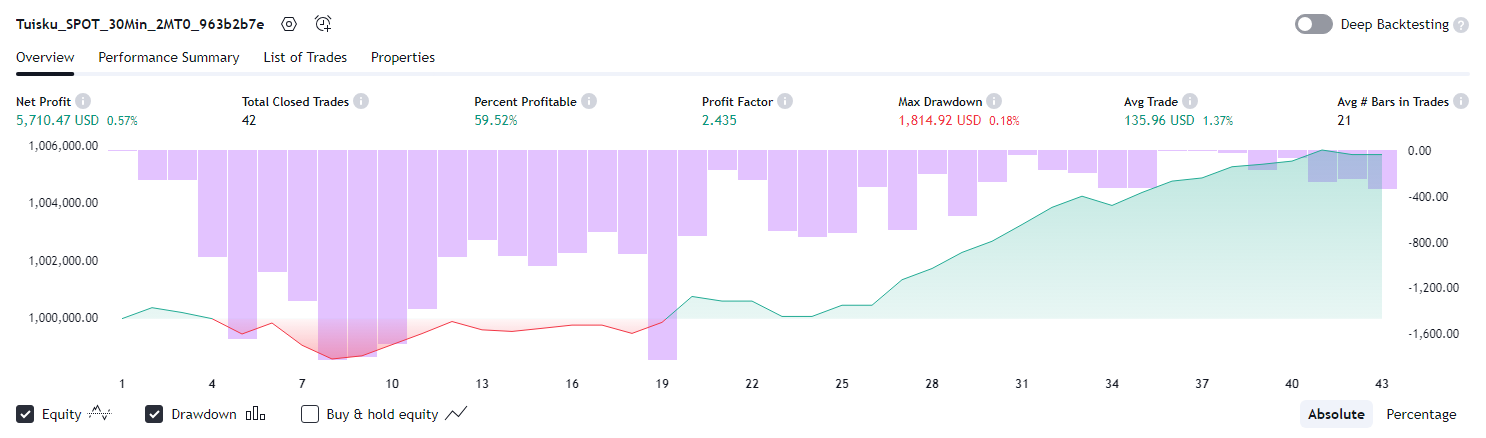 Tuisku_SPOT_30Min_2MT0_963b2b7e Deep Backtesting ?
Overview Performance Summary List of Trades Properties
Net Profit Total Closed Trades Percent Profitable Profit Factor Max Drawdown Avg Trade Avg # Bars in Trades
5,710.47 USD 0.57% 42 59.52% 2.435 1,814.92 USD 0.18% 135.96 USD 1.37% 21
1,006,000.00 0.00
1,004,000.00 -400.00
-800.00
1,002,000.00
-1,200.00
1,000,000.00
-1,600.00
1 4 7 10 13 16 19 22 25 28 31 34 37 40 43
Equity Drawdown Buy & hold equity Absolute Percentage